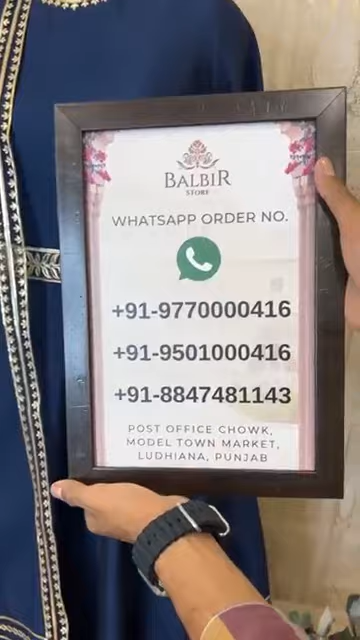 BALBIR
STORE
WHATSAPP ORDER NO.
+91-9770000416
+91-9501000416
+91-8847481143
POST OFFICE CHOWK,
MODEL TOWN MARKET,
LUDHIANA, PUNJAB